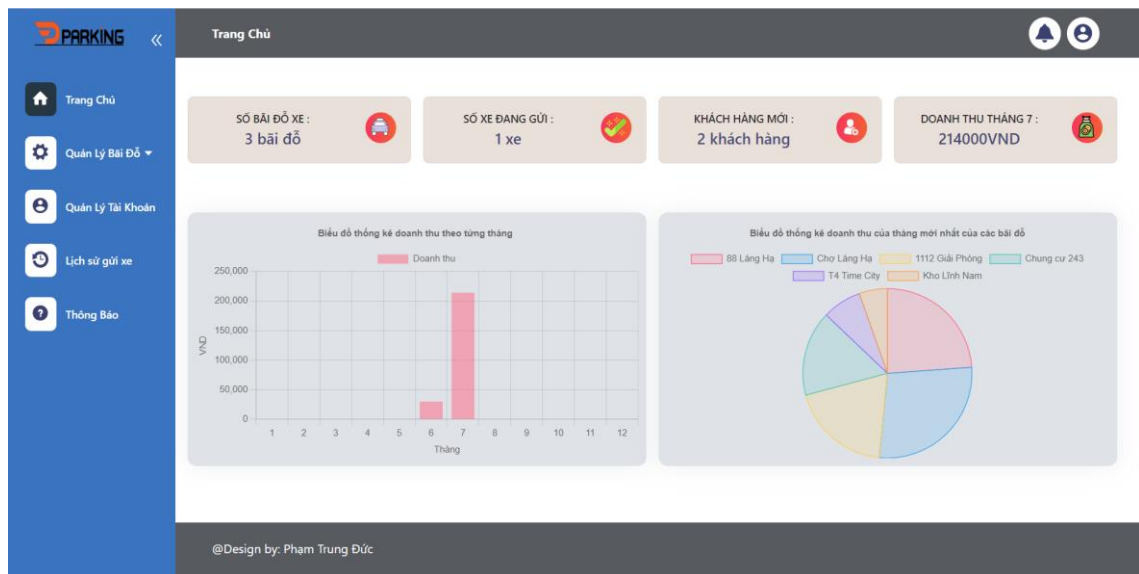 PARKING «
Trang Chủ
Trang Chủ
Quản Lý Bãi Đỗ
Quản Lý Tài Khoản
Lịch sử gửi xe
Thông Báo
SỐ BÃI ĐỖ XE :
3 bãi đỗ
SỐ XE ĐANG GỬI :
1 xe
KHÁCH HÀNG MỚI :
2 khách hàng
DOANH THU THÁNG 7 :
214000VND
Biểu đồ thống kê doanh thu theo từng tháng
Doanh thu
250,000
200,000
150,000
100,000
50,000
0
VND
1 2 3 4 5 6 7 8 9 10 11 12
Tháng
Biểu đồ thống kê doanh thu của tháng mới nhất của các bãi đỗ
88 Láng Hạ Chợ Láng Hạ 1112 Giải Phóng Chung cư 243
T4 Time City Kho Lĩnh Nam
@Design by: Phạm Trung Đức